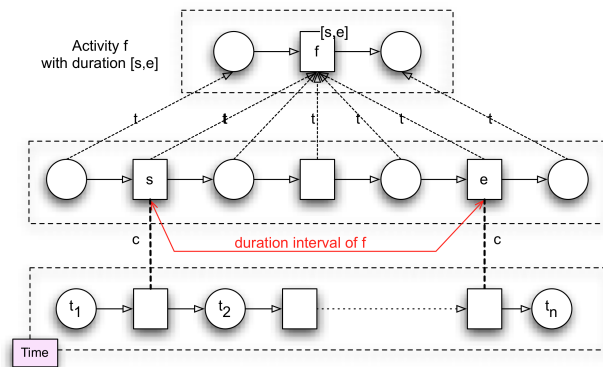 Activity f
with duration [s,e]
[s,e]
f
t
t
t
t
t
t
s
e
c
duration interval of f
c
t1
t2
tn
Time